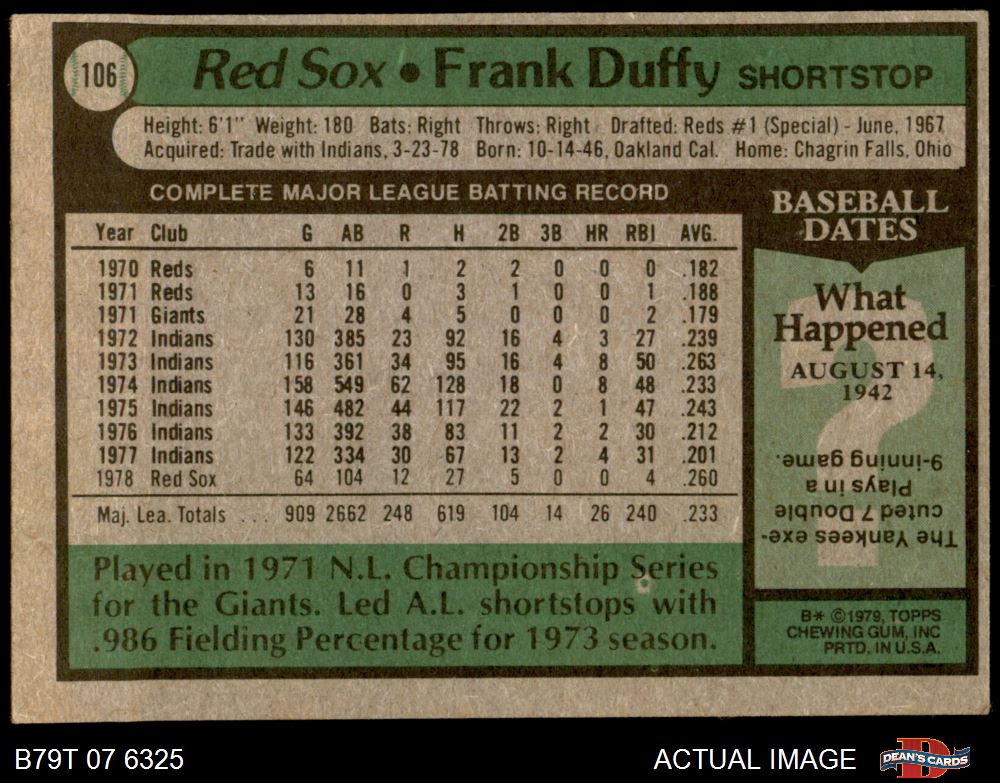 106
Red Sox • Frank Duffy SHORTSTOP
Height: 6'1" Weight: 180 Bats: Right Throws: Right Drafted: Reds #1 (Special) - June, 1967
Acquired: Trade with Indians, 3-23-78 Born: 10-14-46, Oakland Cal. Home: Chagrin Falls, Ohio
COMPLETE MAJOR LEAGUE BATTING RECORD
Year Club G AB R H 2B 3B HR RBI AVG.
1970 Reds 6 11 1 2 2 0 0 0 .182
1971 Reds 13 16 0 3 1 0 0 1 .188
1971 Giants 21 28 4 5 0 0 0 2 .179
1972 Indians 130 385 23 92 16 4 3 27 .239
1973 Indians 116 361 34 95 16 4 8 50 .263
1974 Indians 158 549 62 128 18 0 8 48 .233
1975 Indians 146 482 44 117 22 2 1 47 .243
1976 Indians 133 392 38 83 11 2 2 30 .212
1977 Indians 122 334 30 67 13 2 4 31 .201
1978 Red Sox 64 104 12 27 5 0 0 4 .260
Maj. Lea. Totals ... 909 2662 248 619 104 14 26 240 .233
Played in 1971 N.L. Championship Series
for the Giants. Led A.L. shortstops with
.986 Fielding Percentage for 1973 season.
BASEBALL
DATES
What
Happened
AUGUST 14,
1942
?
The Yankees exe-
cuted 7 Double
Plays in a
9-inning game.
B* ©1979, TOPPS
CHEWING GUM, INC
PRTD. IN U.S.A.
B79T 07 6325
ACTUAL IMAGE
D
DEAN'S CARDS